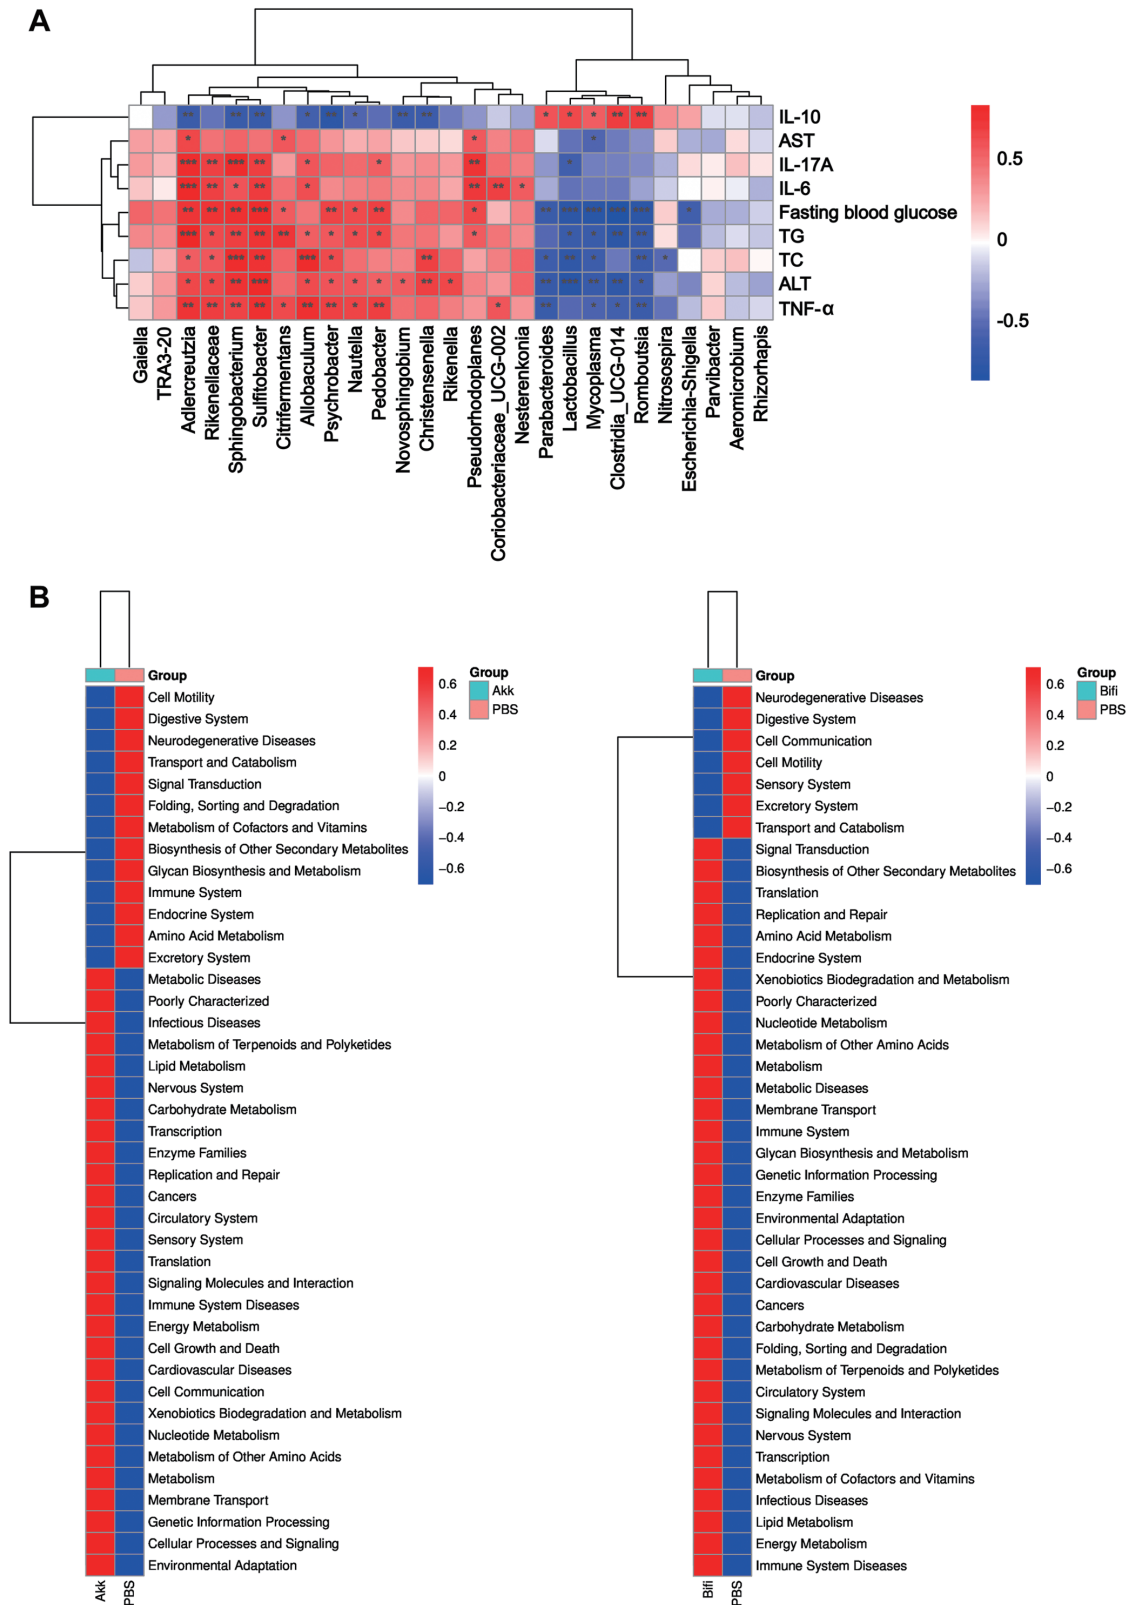 A
IL-10
AST
IL-17A
IL-6
Fasting blood glucose
TG
TC
ALT
TNF-α
0.5
0
-0.5
Gaiella
TRA3-20
Adlercreutzia
Rikenellaceae
Sphingobacterium
Sulfitobacter
Citrifermentans
Allobaculum
Psychrobacter
Nautella
Pedobacter
Novosphingobium
Christensenella
Rikenella
Pseudorhodoplanes
Coriobacteriaceae_UCG-002
Nesterenkonia
Parabacteroides
Lactobacillus
Mycoplasma
Clostridia_UCG-014
Romboutsia
Nitrosospira
Escherichia-Shigella
Parvibacter
Aeromicrobium
Rhizorhapis
B
Group
Cell Motility
Digestive System
Neurodegenerative Diseases
Transport and Catabolism
Signal Transduction
Folding, Sorting and Degradation
Metabolism of Cofactors and Vitamins
Biosynthesis of Other Secondary Metabolites
Glycan Biosynthesis and Metabolism
Immune System
Endocrine System
Amino Acid Metabolism
Excretory System
Metabolic Diseases
Poorly Characterized
Infectious Diseases
Metabolism of Terpenoids and Polyketides
Lipid Metabolism
Nervous System
Carbohydrate Metabolism
Transcription
Enzyme Families
Replication and Repair
Cancers
Circulatory System
Sensory System
Translation
Signaling Molecules and Interaction
Immune System Diseases
Energy Metabolism
Cell Growth and Death
Cardiovascular Diseases
Cell Communication
Xenobiotics Biodegradation and Metabolism
Nucleotide Metabolism
Metabolism of Other Amino Acids
Metabolism
Membrane Transport
Genetic Information Processing
Cellular Processes and Signaling
Environmental Adaptation
Akk
PBS
0.6
0.4
0.2
0
−0.2
−0.4
−0.6
Group
Akk
PBS
Group
Neurodegenerative Diseases
Digestive System
Cell Communication
Cell Motility
Sensory System
Excretory System
Transport and Catabolism
Signal Transduction
Biosynthesis of Other Secondary Metabolites
Translation
Replication and Repair
Amino Acid Metabolism
Endocrine System
Xenobiotics Biodegradation and Metabolism
Poorly Characterized
Nucleotide Metabolism
Metabolism of Other Amino Acids
Metabolism
Metabolic Diseases
Membrane Transport
Immune System
Glycan Biosynthesis and Metabolism
Genetic Information Processing
Enzyme Families
Environmental Adaptation
Cellular Processes and Signaling
Cell Growth and Death
Cardiovascular Diseases
Cancers
Carbohydrate Metabolism
Folding, Sorting and Degradation
Metabolism of Terpenoids and Polyketides
Circulatory System
Signaling Molecules and Interaction
Nervous System
Transcription
Metabolism of Cofactors and Vitamins
Infectious Diseases
Lipid Metabolism
Energy Metabolism
Immune System Diseases
Bifi
PBS
0.6
0.4
0.2
0
−0.2
−0.4
−0.6
Group
Bifi
PBS